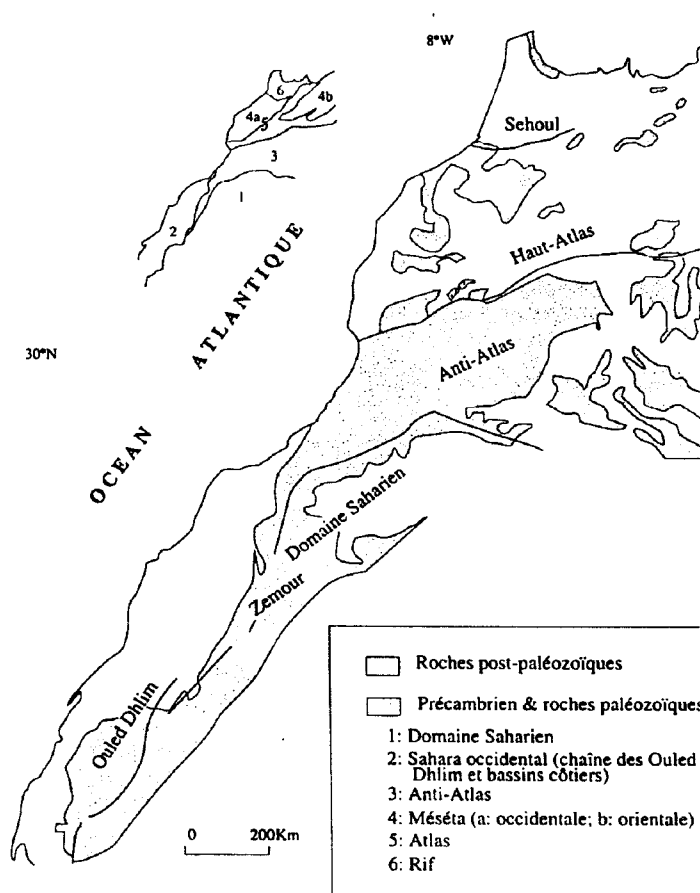 8°W
6
4a
4b
5
3
1
2
Sehoul
Haut-Atlas
OCEAN ATLANTIQUE
30°N
Anti-Atlas
Domaine Saharien
Zemour
Ouled Dhlim
0 200Km
Roches post-paléozoïques
Précambrien & roches paléozoïques
1: Domaine Saharien
2: Sahara occidental (chaîne des Ouled
Dhlim et bassins côtiers)
3: Anti-Atlas
4: Méséta (a: occidentale; b: orientale)
5: Atlas
6: Rif